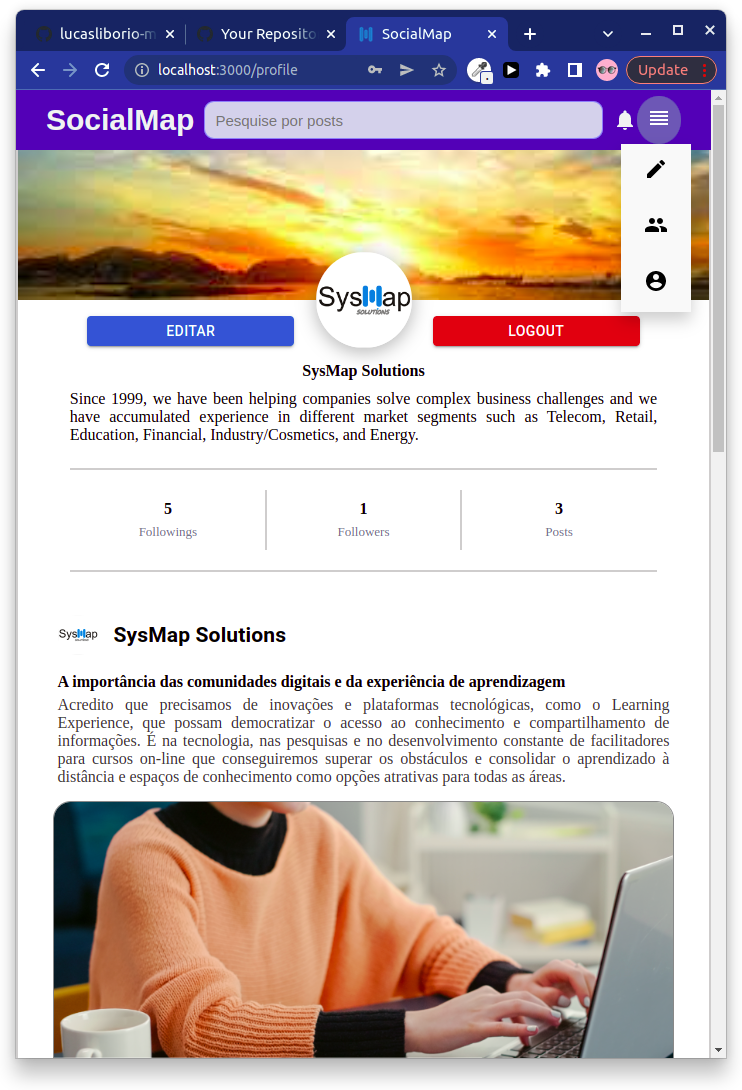 lucasliborio-m
Your Reposito
SocialMap
localhost:3000/profile
Update
SocialMap
Pesquise por posts
SysMap
SOLUTIONS
EDITAR
LOGOUT
SysMap Solutions
Since 1999, we have been helping companies solve complex business challenges and we
have accumulated experience in different market segments such as Telecom, Retail,
Education, Financial, Industry/Cosmetics, and Energy.
5
1
3
Followings
Followers
Posts
SysMap
SysMap Solutions
A importância das comunidades digitais e da experiência de aprendizagem
Acredito que precisamos de inovações e plataformas tecnológicas, como o Learning
Experience, que possam democratizar o acesso ao conhecimento e compartilhamento de
informações. É na tecnologia, nas pesquisas e no desenvolvimento constante de facilitadores
para cursos on-line que conseguiremos superar os obstáculos e consolidar o aprendizado à
distância e espaços de conhecimento como opções atrativas para todas as áreas.